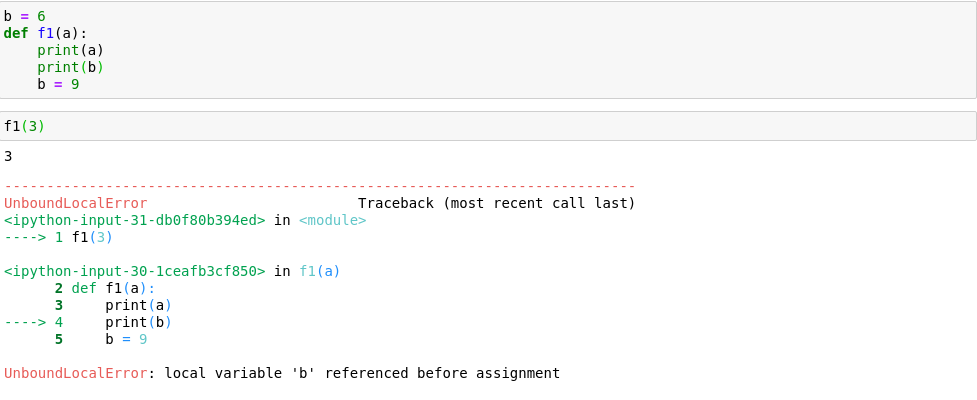 b = 6
def f1(a):
    print(a)
    print(b)
    b = 9
f1(3)
3
---------------------------------------------------------------------------
UnboundLocalError                         Traceback (most recent call last)
<ipython-input-31-db0f80b394ed> in <module>
----> 1 f1(3)
<ipython-input-30-1ceafb3cf850> in f1(a)
      2 def f1(a):
      3     print(a)
----> 4     print(b)
      5     b = 9
UnboundLocalError: local variable 'b' referenced before assignment